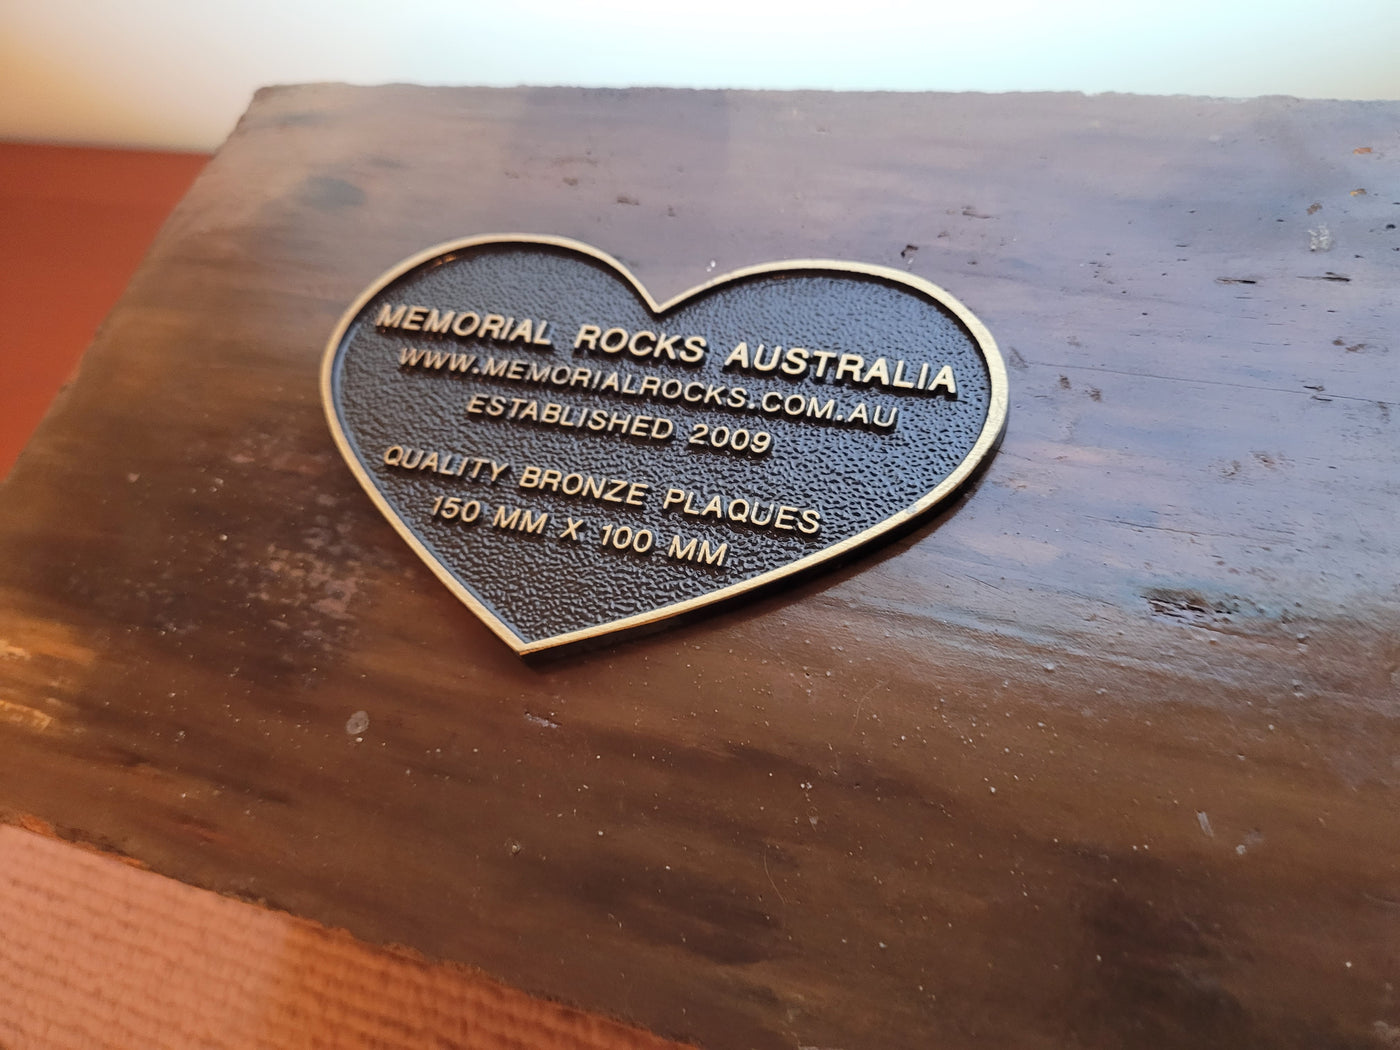 MEMORIAL ROCKS AUSTRALIA
WWW.MEMORIALROCKS.COM.AU
ESTABLISHED 2009
QUALITY BRONZE PLAQUES
150 MM X 100 MM